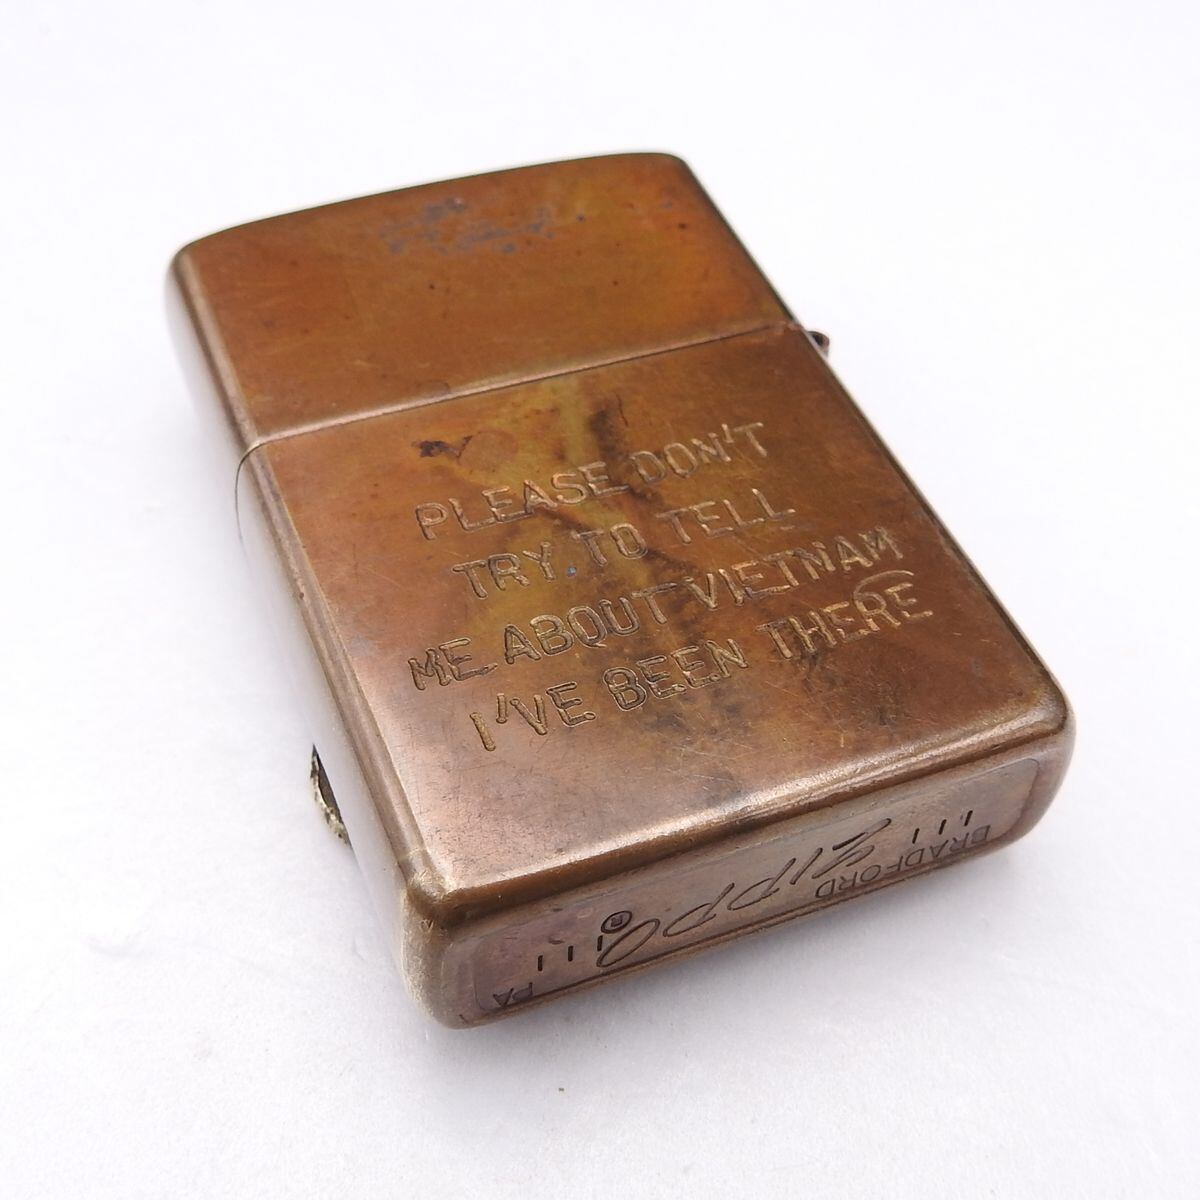 PLEASE DON'T
TRY TO TELL
ME ABOUT VIETNAM
I'VE BEEN THERE
BRADFORD PA
Zippo ®